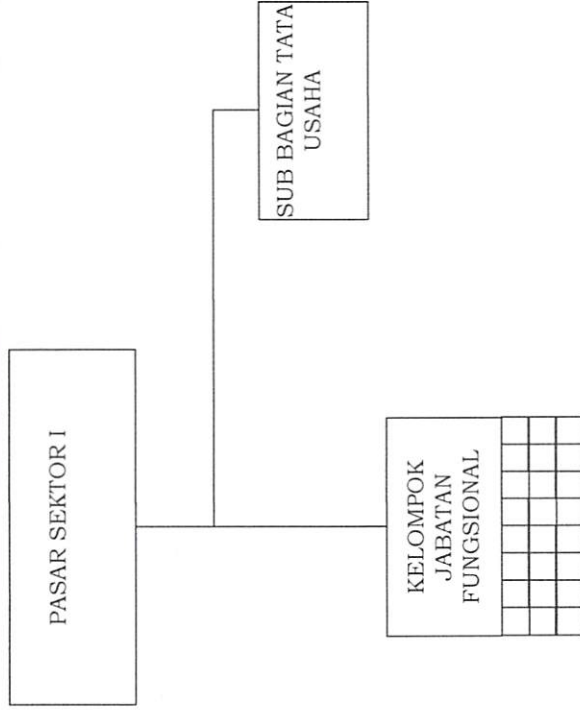 PASAR SEKTOR I
SUB BAGIAN TATA
USAHA
KELOMPOK
JABATAN
FUNGSIONAL